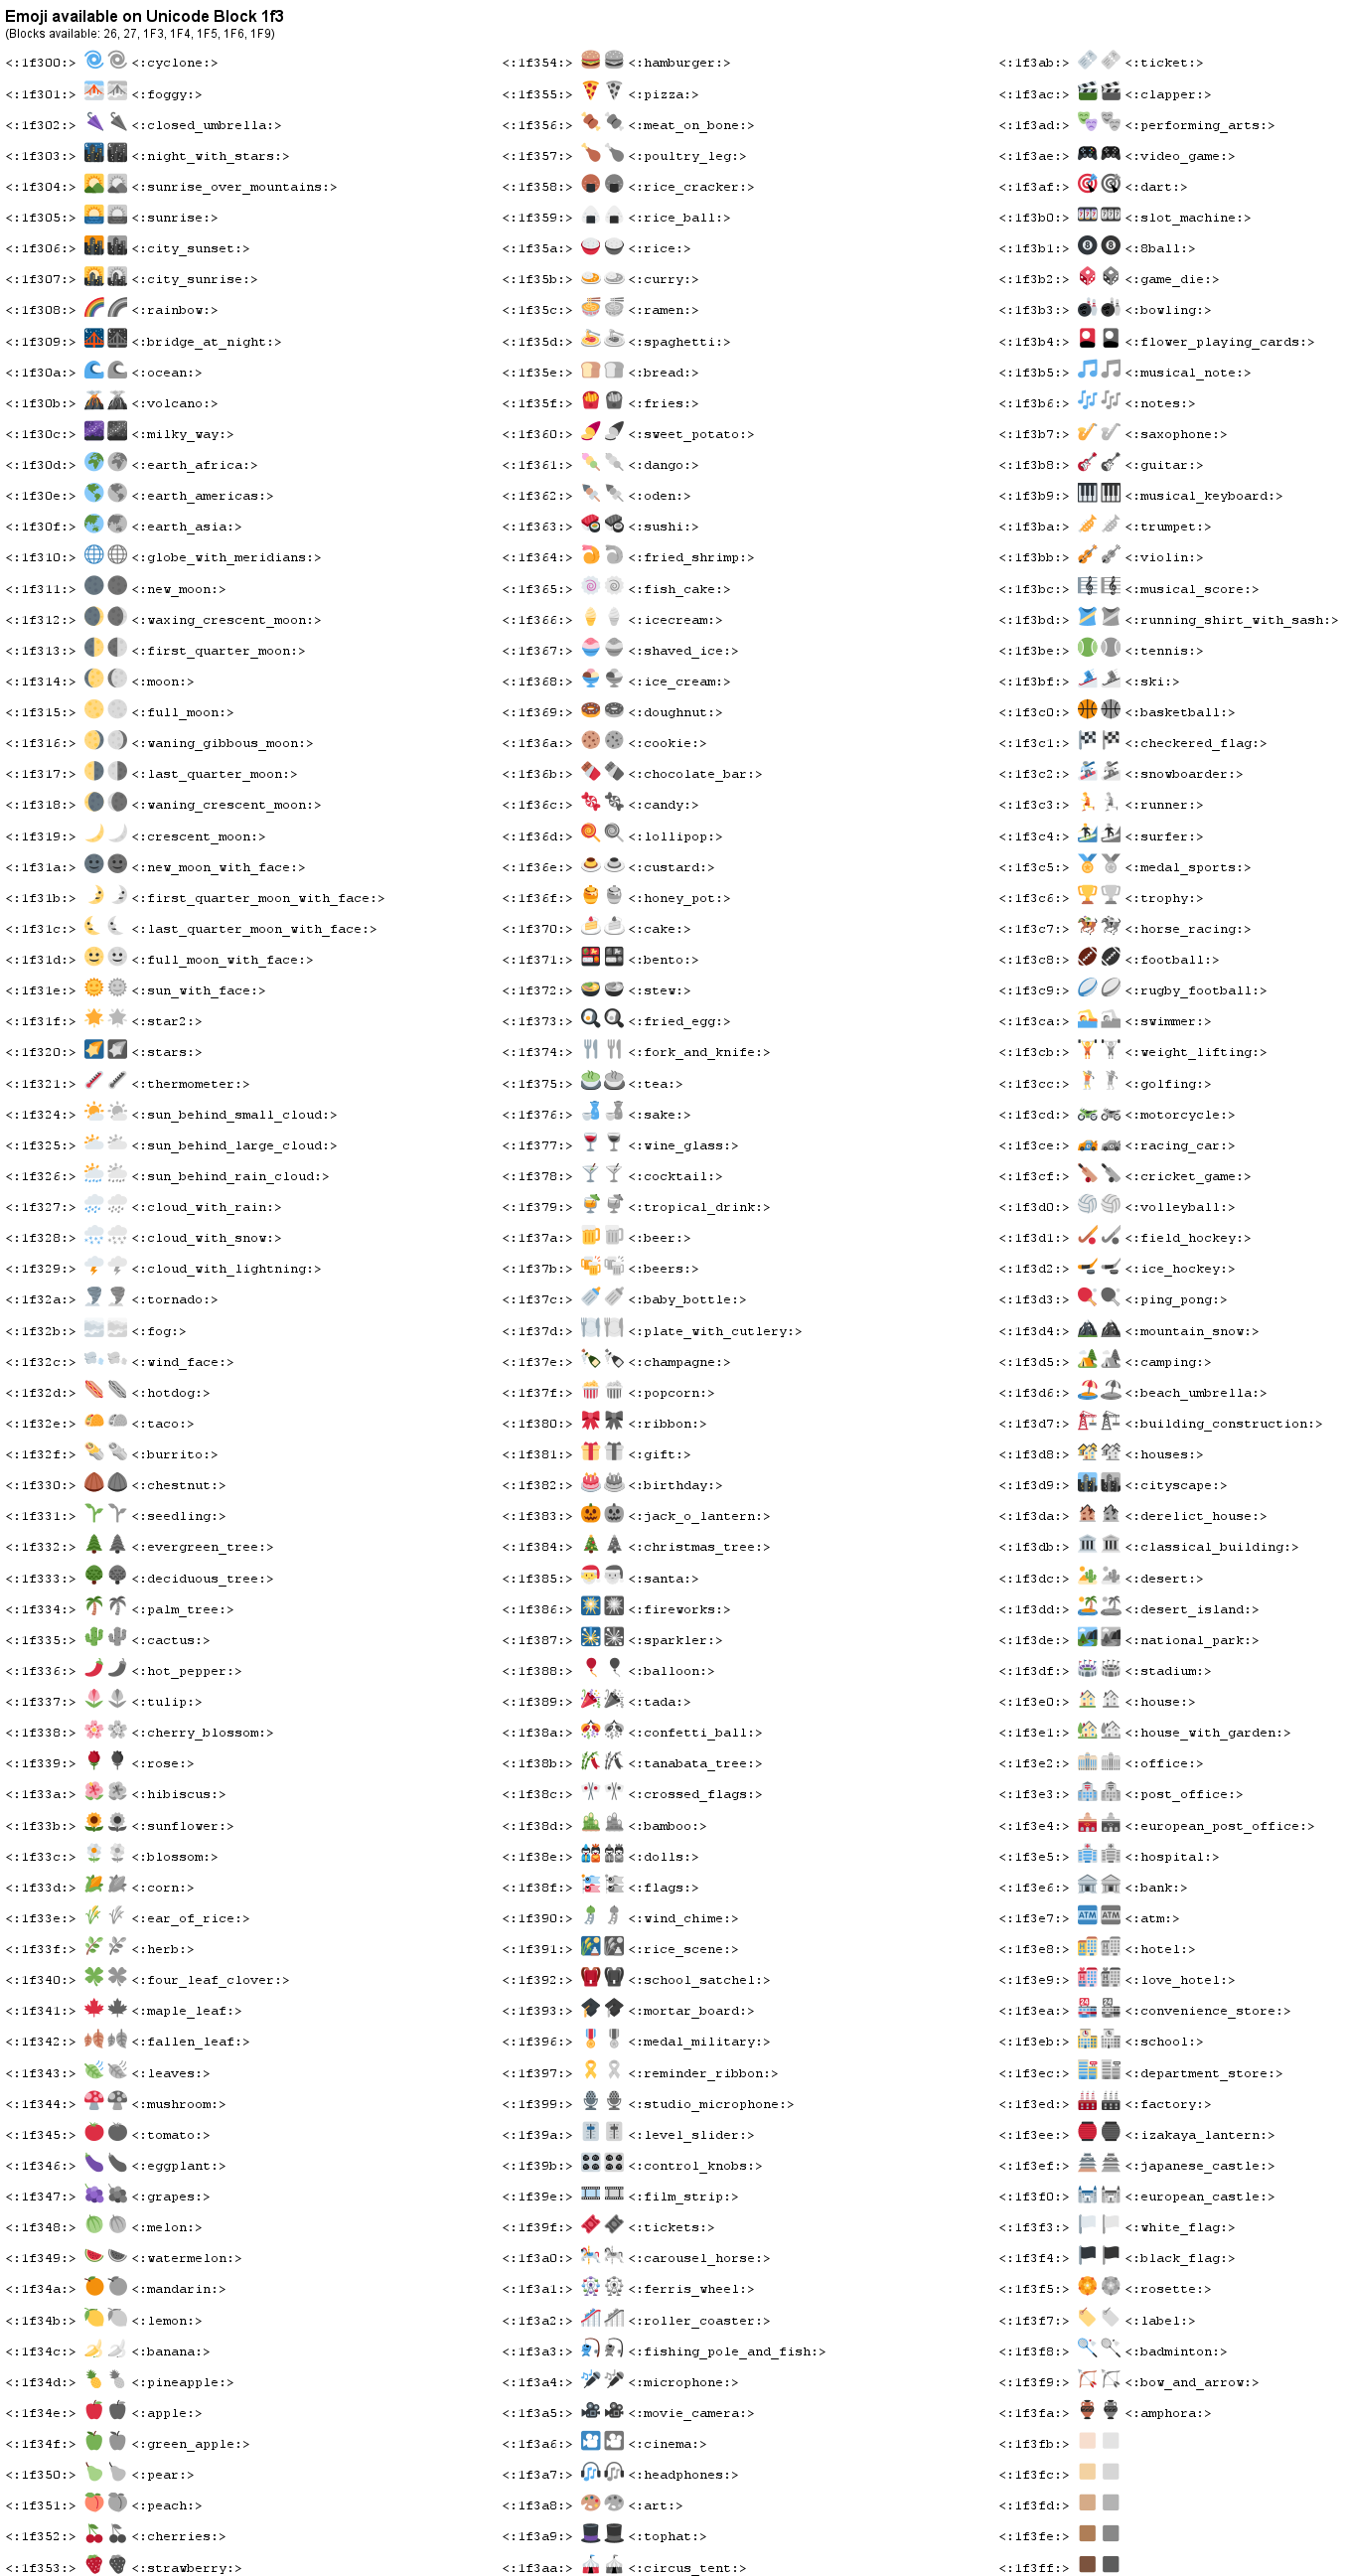 Emoji available on Unicode Block 1f3
(Blocks available: 26, 27, 1F3, 1F4, 1F5, 1F6, 1F9)
<:1f300:> <:cyclone:>
<:1f301:> <:foggy:>
<:1f302:> <:closed_umbrella:>
<:1f303:> <:night_with_stars:>
<:1f304:> <:sunrise_over_mountains:>
<:1f305:> <:sunrise:>
<:1f306:> <:city_sunset:>
<:1f307:> <:city_sunrise:>
<:1f308:> <:rainbow:>
<:1f309:> <:bridge_at_night:>
<:1f30a:> <:ocean:>
<:1f30b:> <:volcano:>
<:1f30c:> <:milky_way:>
<:1f30d:> <:earth_africa:>
<:1f30e:> <:earth_americas:>
<:1f30f:> <:earth_asia:>
<:1f310:> <:globe_with_meridians:>
<:1f311:> <:new_moon:>
<:1f312:> <:waxing_crescent_moon:>
<:1f313:> <:first_quarter_moon:>
<:1f314:> <:moon:>
<:1f315:> <:full_moon:>
<:1f316:> <:waning_gibbous_moon:>
<:1f317:> <:last_quarter_moon:>
<:1f318:> <:waning_crescent_moon:>
<:1f319:> <:crescent_moon:>
<:1f31a:> <:new_moon_with_face:>
<:1f31b:> <:first_quarter_moon_with_face:>
<:1f31c:> <:last_quarter_moon_with_face:>
<:1f31d:> <:full_moon_with_face:>
<:1f31e:> <:sun_with_face:>
<:1f31f:> <:star2:>
<:1f320:> <:stars:>
<:1f321:> <:thermometer:>
<:1f324:> <:sun_behind_small_cloud:>
<:1f325:> <:sun_behind_large_cloud:>
<:1f326:> <:sun_behind_rain_cloud:>
<:1f327:> <:cloud_with_rain:>
<:1f328:> <:cloud_with_snow:>
<:1f329:> <:cloud_with_lightning:>
<:1f32a:> <:tornado:>
<:1f32b:> <:fog:>
<:1f32c:> <:wind_face:>
<:1f32d:> <:hotdog:>
<:1f32e:> <:taco:>
<:1f32f:> <:burrito:>
<:1f330:> <:chestnut:>
<:1f331:> <:seedling:>
<:1f332:> <:evergreen_tree:>
<:1f333:> <:deciduous_tree:>
<:1f334:> <:palm_tree:>
<:1f335:> <:cactus:>
<:1f336:> <:hot_pepper:>
<:1f337:> <:tulip:>
<:1f338:> <:cherry_blossom:>
<:1f339:> <:rose:>
<:1f33a:> <:hibiscus:>
<:1f33b:> <:sunflower:>
<:1f33c:> <:blossom:>
<:1f33d:> <:corn:>
<:1f33e:> <:ear_of_rice:>
<:1f33f:> <:herb:>
<:1f340:> <:four_leaf_clover:>
<:1f341:> <:maple_leaf:>
<:1f342:> <:fallen_leaf:>
<:1f343:> <:leaves:>
<:1f344:> <:mushroom:>
<:1f345:> <:tomato:>
<:1f346:> <:eggplant:>
<:1f347:> <:grapes:>
<:1f348:> <:melon:>
<:1f349:> <:watermelon:>
<:1f34a:> <:mandarin:>
<:1f34b:> <:lemon:>
<:1f34c:> <:banana:>
<:1f34d:> <:pineapple:>
<:1f34e:> <:apple:>
<:1f34f:> <:green_apple:>
<:1f350:> <:pear:>
<:1f351:> <:peach:>
<:1f352:> <:cherries:>
<:1f353:> <:strawberry:>
<:1f354:> <:hamburger:>
<:1f355:> <:pizza:>
<:1f356:> <:meat_on_bone:>
<:1f357:> <:poultry_leg:>
<:1f358:> <:rice_cracker:>
<:1f359:> <:rice_ball:>
<:1f35a:> <:rice:>
<:1f35b:> <:curry:>
<:1f35c:> <:ramen:>
<:1f35d:> <:spaghetti:>
<:1f35e:> <:bread:>
<:1f35f:> <:fries:>
<:1f360:> <:sweet_potato:>
<:1f361:> <:dango:>
<:1f362:> <:oden:>
<:1f363:> <:sushi:>
<:1f364:> <:fried_shrimp:>
<:1f365:> <:fish_cake:>
<:1f366:> <:icecream:>
<:1f367:> <:shaved_ice:>
<:1f368:> <:ice_cream:>
<:1f369:> <:doughnut:>
<:1f36a:> <:cookie:>
<:1f36b:> <:chocolate_bar:>
<:1f36c:> <:candy:>
<:1f36d:> <:lollipop:>
<:1f36e:> <:custard:>
<:1f36f:> <:honey_pot:>
<:1f370:> <:cake:>
<:1f371:> <:bento:>
<:1f372:> <:stew:>
<:1f373:> <:fried_egg:>
<:1f374:> <:fork_and_knife:>
<:1f375:> <:tea:>
<:1f376:> <:sake:>
<:1f377:> <:wine_glass:>
<:1f378:> <:cocktail:>
<:1f379:> <:tropical_drink:>
<:1f37a:> <:beer:>
<:1f37b:> <:beers:>
<:1f37c:> <:baby_bottle:>
<:1f37d:> <:plate_with_cutlery:>
<:1f37e:> <:champagne:>
<:1f37f:> <:popcorn:>
<:1f380:> <:ribbon:>
<:1f381:> <:gift:>
<:1f382:> <:birthday:>
<:1f383:> <:jack_o_lantern:>
<:1f384:> <:christmas_tree:>
<:1f385:> <:santa:>
<:1f386:> <:fireworks:>
<:1f387:> <:sparkler:>
<:1f388:> <:balloon:>
<:1f389:> <:tada:>
<:1f38a:> <:confetti_ball:>
<:1f38b:> <:tanabata_tree:>
<:1f38c:> <:crossed_flags:>
<:1f38d:> <:bamboo:>
<:1f38e:> <:dolls:>
<:1f38f:> <:flags:>
<:1f390:> <:wind_chime:>
<:1f391:> <:rice_scene:>
<:1f392:> <:school_satchel:>
<:1f393:> <:mortar_board:>
<:1f396:> <:medal_military:>
<:1f397:> <:reminder_ribbon:>
<:1f399:> <:studio_microphone:>
<:1f39a:> <:level_slider:>
<:1f39b:> <:control_knobs:>
<:1f39e:> <:film_strip:>
<:1f39f:> <:tickets:>
<:1f3a0:> <:carousel_horse:>
<:1f3a1:> <:ferris_wheel:>
<:1f3a2:> <:roller_coaster:>
<:1f3a3:> <:fishing_pole_and_fish:>
<:1f3a4:> <:microphone:>
<:1f3a5:> <:movie_camera:>
<:1f3a6:> <:cinema:>
<:1f3a7:> <:headphones:>
<:1f3a8:> <:art:>
<:1f3a9:> <:tophat:>
<:1f3aa:> <:circus_tent:>
<:1f3ab:> <:ticket:>
<:1f3ac:> <:clapper:>
<:1f3ad:> <:performing_arts:>
<:1f3ae:> <:video_game:>
<:1f3af:> <:dart:>
<:1f3b0:> <:slot_machine:>
<:1f3b1:> <:8ball:>
<:1f3b2:> <:game_die:>
<:1f3b3:> <:bowling:>
<:1f3b4:> <:flower_playing_cards:>
<:1f3b5:> <:musical_note:>
<:1f3b6:> <:notes:>
<:1f3b7:> <:saxophone:>
<:1f3b8:> <:guitar:>
<:1f3b9:> <:musical_keyboard:>
<:1f3ba:> <:trumpet:>
<:1f3bb:> <:violin:>
<:1f3bc:> <:musical_score:>
<:1f3bd:> <:running_shirt_with_sash:>
<:1f3be:> <:tennis:>
<:1f3bf:> <:ski:>
<:1f3c0:> <:basketball:>
<:1f3c1:> <:checkered_flag:>
<:1f3c2:> <:snowboarder:>
<:1f3c3:> <:runner:>
<:1f3c4:> <:surfer:>
<:1f3c5:> <:medal_sports:>
<:1f3c6:> <:trophy:>
<:1f3c7:> <:horse_racing:>
<:1f3c8:> <:football:>
<:1f3c9:> <:rugby_football:>
<:1f3ca:> <:swimmer:>
<:1f3cb:> <:weight_lifting:>
<:1f3cc:> <:golfing:>
<:1f3cd:> <:motorcycle:>
<:1f3ce:> <:racing_car:>
<:1f3cf:> <:cricket_game:>
<:1f3d0:> <:volleyball:>
<:1f3d1:> <:field_hockey:>
<:1f3d2:> <:ice_hockey:>
<:1f3d3:> <:ping_pong:>
<:1f3d4:> <:mountain_snow:>
<:1f3d5:> <:camping:>
<:1f3d6:> <:beach_umbrella:>
<:1f3d7:> <:building_construction:>
<:1f3d8:> <:houses:>
<:1f3d9:> <:cityscape:>
<:1f3da:> <:derelict_house:>
<:1f3db:> <:classical_building:>
<:1f3dc:> <:desert:>
<:1f3dd:> <:desert_island:>
<:1f3de:> <:national_park:>
<:1f3df:> <:stadium:>
<:1f3e0:> <:house:>
<:1f3e1:> <:house_with_garden:>
<:1f3e2:> <:office:>
<:1f3e3:> <:post_office:>
<:1f3e4:> <:european_post_office:>
<:1f3e5:> <:hospital:>
<:1f3e6:> <:bank:>
<:1f3e7:> ATM ATM <:atm:>
<:1f3e8:> <:hotel:>
<:1f3e9:> <:love_hotel:>
<:1f3ea:> <:convenience_store:>
<:1f3eb:> <:school:>
<:1f3ec:> <:department_store:>
<:1f3ed:> <:factory:>
<:1f3ee:> <:izakaya_lantern:>
<:1f3ef:> <:japanese_castle:>
<:1f3f0:> <:european_castle:>
<:1f3f3:> <:white_flag:>
<:1f3f4:> <:black_flag:>
<:1f3f5:> <:rosette:>
<:1f3f7:> <:label:>
<:1f3f8:> <:badminton:>
<:1f3f9:> <:bow_and_arrow:>
<:1f3fa:> <:amphora:>
<:1f3fb:>
<:1f3fc:>
<:1f3fd:>
<:1f3fe:>
<:1f3ff:>